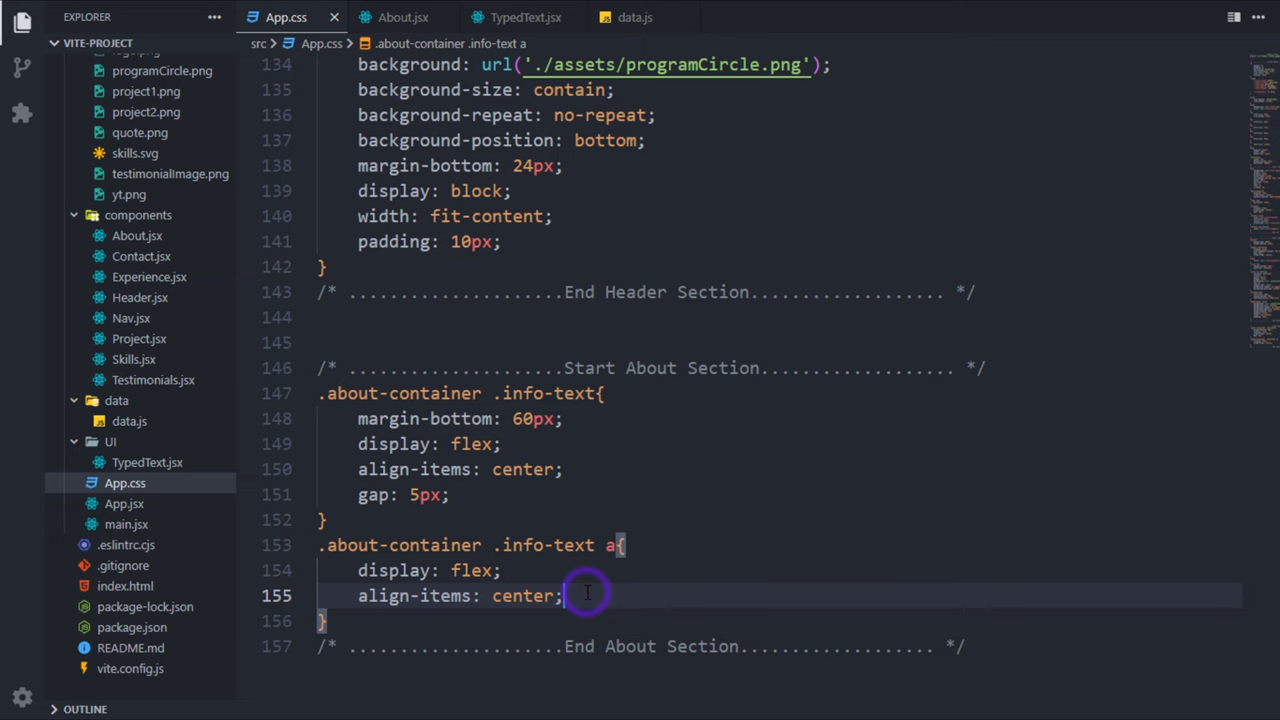 EXPLORER
···
App.css
About.jsx
TypedText.jsx
data.js
···
VITE-PROJECT
src > App.css > .about-container .info-text a
programCircle.png
project1.png
project2.png
quote.png
skills.svg
testimonialImage.png
yt.png
components
About.jsx
Contact.jsx
Experience.jsx
Header.jsx
Nav.jsx
Project.jsx
Skills.jsx
Testimonials.jsx
data
data.js
UI
TypedText.jsx
App.css
App.jsx
main.jsx
.eslintrc.cjs
.gitignore
index.html
package-lock.json
package.json
README.md
vite.config.js
OUTLINE
134 background: url('./assets/programCircle.png');
135 background-size: contain;
136 background-repeat: no-repeat;
137 background-position: bottom;
138 margin-bottom: 24px;
139 display: block;
140 width: fit-content;
141 padding: 10px;
142 }
143 /* .....................End Header Section................... */
144
145
146 /* .....................Start About Section................... */
147 .about-container .info-text{
148 margin-bottom: 60px;
149 display: flex;
150 align-items: center;
151 gap: 5px;
152 }
153 .about-container .info-text a{
154 display: flex;
155 align-items: center;
156 }
157 /* .....................End About Section................... */